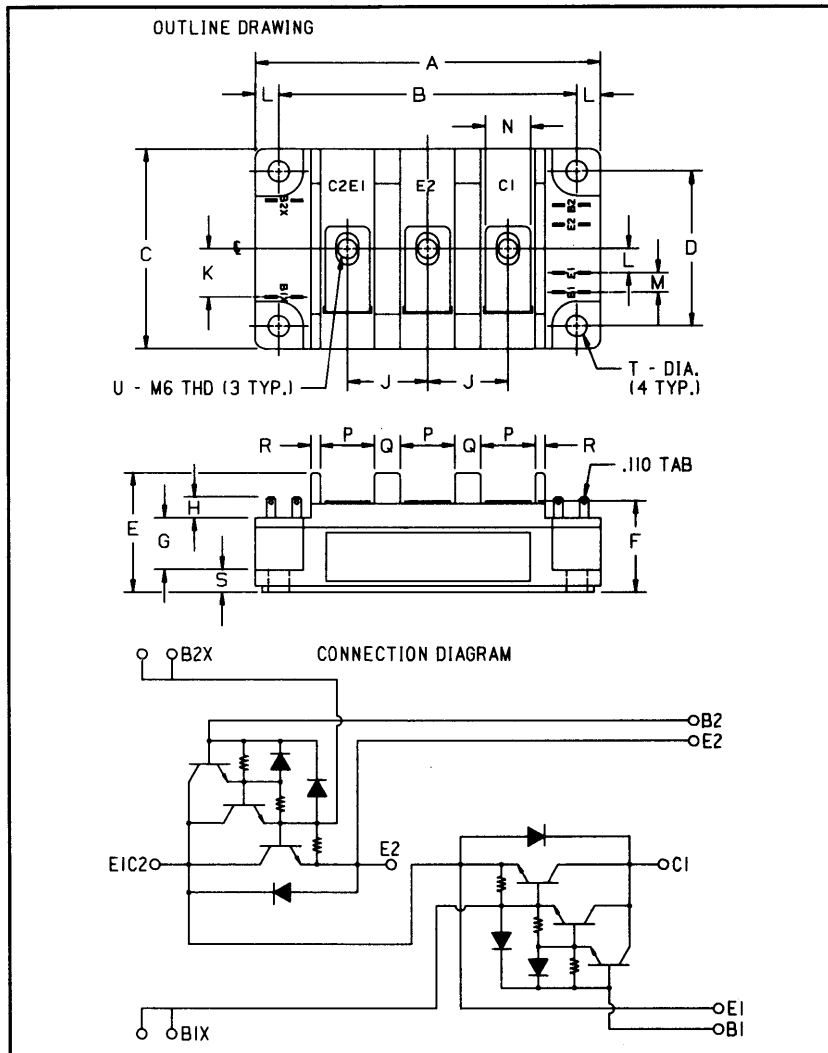 OUTLINE DRAWING
A
L B L
N
C2E1 E2 C1
B2X B2
E2
C K D
L
E1 M
B1X B1
U - M6 THD (3 TYP.) J J T - DIA.
(4 TYP.)
R P Q P Q P R
.110 TAB
E H G S F
B2X CONNECTION DIAGRAM
B2
E2
E1C2 E2 C1
E1
B1X B1